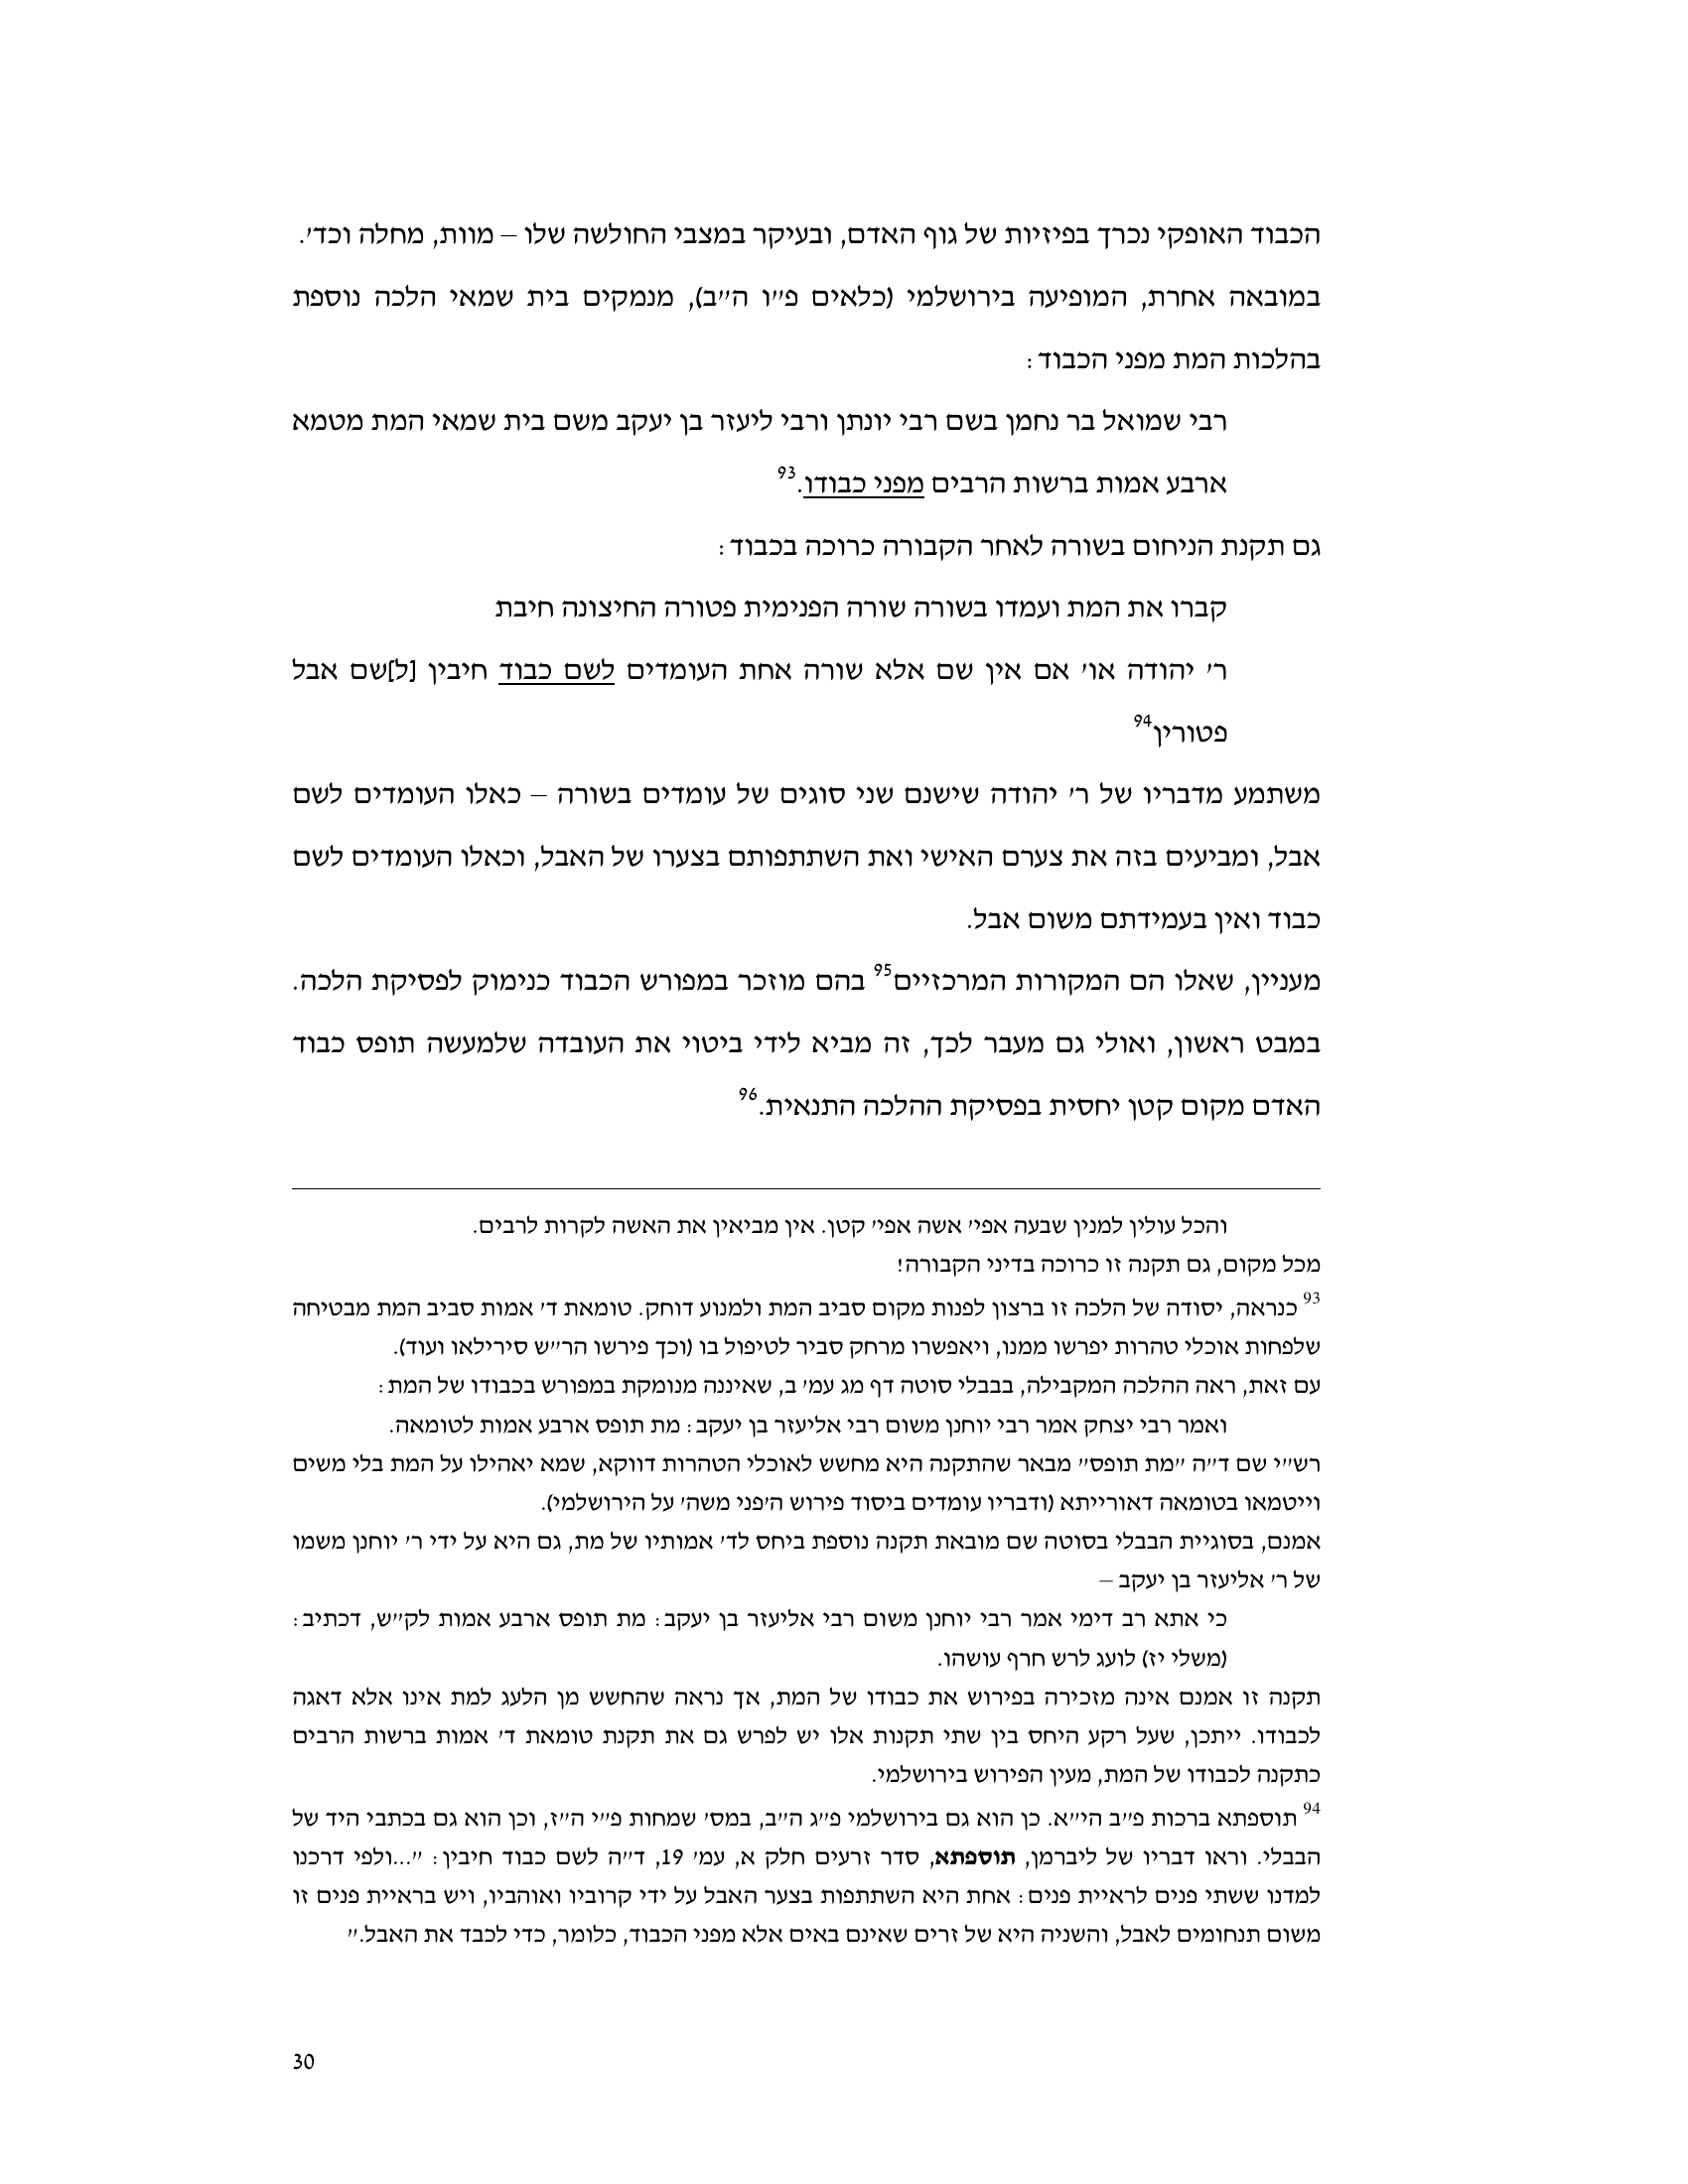 הכבוד האופקי נכרך בפיזיות של גוף האדם, ובעיקר במצבי החולשה שלו – מוות, מחלה וכד'.
במובאה אחרת, המופיעה בירושלמי (כלאים פ"ו ה"ב), מנמקים בית שמאי הלכה נוספת
בהלכות המת מפני הכבוד:
רבי שמואל בר נחמן בשם רבי יונתן ורבי ליעזר בן יעקב משם בית שמאי המת מטמא
ארבע אמות ברשות הרבים מפני כבודו.93
גם תקנת הניחום בשורה לאחר הקבורה כרוכה בכבוד:
קברו את המת ועמדו בשורה שורה הפנימית פטורה החיצונה חיבת
ר' יהודה או' אם אין שם אלא שורה אחת העומדים לשם כבוד חיבין [ל]שם אבל
פטורין94
משתמע מדבריו של ר' יהודה שישנם שני סוגים של עומדים בשורה – כאלו העומדים לשם
אבל, ומביעים בזה את צערם האישי ואת השתתפותם בצערו של האבל, וכאלו העומדים לשם
כבוד ואין בעמידתם משום אבל.
מעניין, שאלו הם המקורות המרכזיים95 בהם מוזכר במפורש הכבוד כנימוק לפסיקת הלכה.
במבט ראשון, ואולי גם מעבר לכך, זה מביא לידי ביטוי את העובדה שלמעשה תופס כבוד
האדם מקום קטן יחסית בפסיקת ההלכה התנאית.96
והכל עולין למנין שבעה אפי' אשה אפי' קטן. אין מביאין את האשה לקרות לרבים.
מכל מקום, גם תקנה זו כרוכה בדיני הקבורה!
93 כנראה, יסודה של הלכה זו ברצון לפנות מקום סביב המת ולמנוע דוחק. טומאת ד' אמות סביב המת מבטיחה
שלפחות אוכלי טהרות יפרשו ממנו, ויאפשרו מרחק סביר לטיפול בו (וכך פירשו הר"ש סיריליאו ועוד).
עם זאת, ראה ההלכה המקבילה, בבבלי סוטה דף מג עמ' ב, שאיננה מנומקת במפורש בכבודו של המת:
ואמר רבי יצחק אמר רבי יוחנן משום רבי אליעזר בן יעקב: מת תופס ארבע אמות לטומאה.
רש"י שם ד"ה "מת תופס" מבאר שהתקנה היא מחשש לאוכלי הטהרות דווקא, שמא יאהילו על המת בלי משים
וייטמאו בטומאה דאורייתא (ודבריו עומדים ביסוד פירוש ה'פני משה' על הירושלמי).
אמנם, בסוגיית הבבלי בסוטה שם מובאת תקנה נוספת ביחס לד' אמותיו של מת, גם היא על ידי ר' יוחנן משמו
של ר' אליעזר בן יעקב –
כי אתא רב דימי אמר רבי יוחנן משום רבי אליעזר בן יעקב: מת תופס ארבע אמות לק"ש, דכתיב:
(משלי יז) לועג לרש חרף עושהו.
תקנה זו אמנם אינה מזכירה בפירוש את כבודו של המת, אך נראה שהחשש מן הלעג למת אינו אלא דאגה
לכבודו. ייתכן, שעל רקע היחס בין שתי תקנות אלו יש לפרש גם את תקנת טומאת ד' אמות ברשות הרבים
כתקנה לכבודו של המת, מעין הפירוש בירושלמי.
94 תוספתא ברכות פ"ב הי"א. כן הוא גם בירושלמי פ"ג ה"ב, במס' שמחות פ"י ה"ז, וכן הוא גם בכתבי היד של
הבבלי. וראו דבריו של ליברמן, תוספתא, סדר זרעים חלק א, עמ' 19, ד"ה לשם כבוד חיבין: "...ולפי דרכנו
למדנו ששתי פנים לראיית פנים: אחת היא השתתפות בצער האבל על ידי קרוביו ואוהביו, ויש בראיית פנים זו
משום תנחומים לאבל, והשניה היא של זרים שאינם באים אלא מפני הכבוד, כלומר, כדי לכבד את האבל."
30